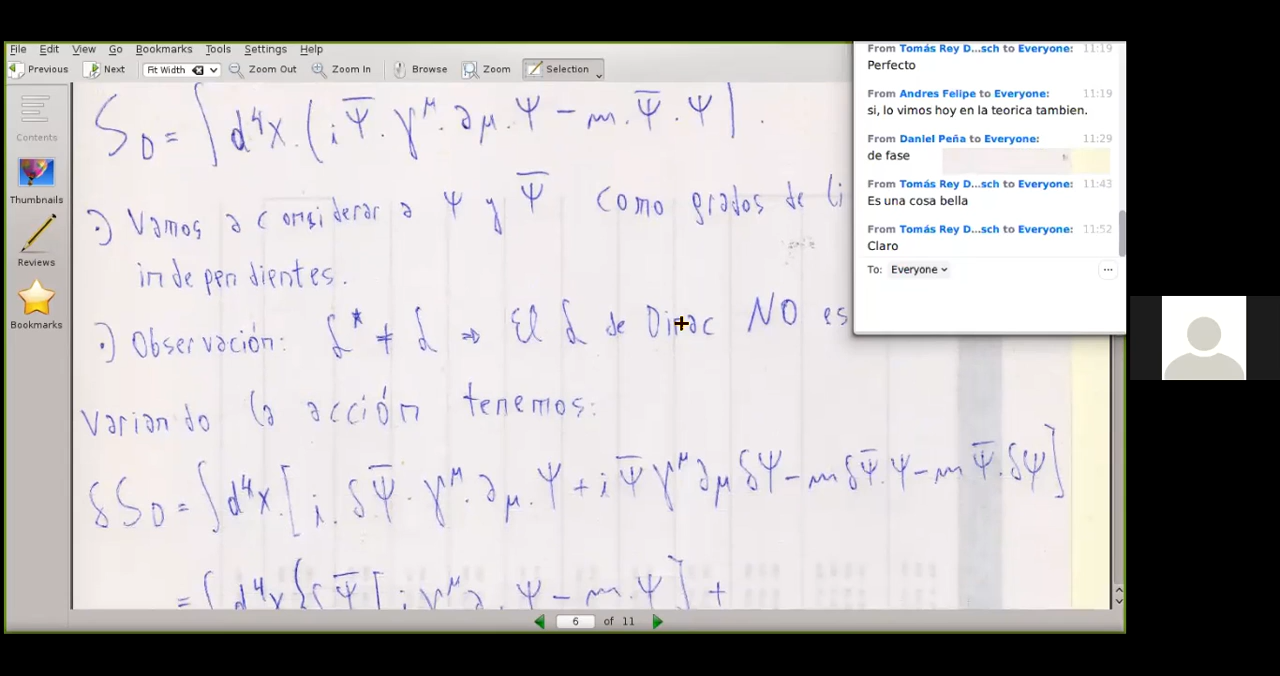 File Edit View Go Bookmarks Tools Settings Help
Previous Next Fit Width Zoom Out Zoom In Browse Zoom Selection
Contents
Thumbnails
Reviews
Bookmarks
S_D = ∫ d⁴x . ( i Ψ̄ . γ^μ . ∂_μ . Ψ − m . Ψ̄ . Ψ ) .
·) Vamos a considerar a Ψ y Ψ̄ como grados de li
independientes.
·) Observación: ℒ* ≠ ℒ ⇒ El ℒ de Dirac NO es
Variando la acción tenemos:
δS_D = ∫ d⁴x . [ i . δΨ̄ . γ^μ . ∂_μ . Ψ + i Ψ̄ γ^μ ∂_μ δΨ − m δΨ̄ . Ψ − m Ψ̄ . δΨ ]
= ∫ d⁴x { δΨ̄ [ i γ^μ ∂_μ . Ψ − m . Ψ ] +
6 of 11
From Tomás Rey D...sch to Everyone: 11:19
Perfecto
From Andres Felipe to Everyone: 11:19
si, lo vimos hoy en la teorica tambien.
From Daniel Peña to Everyone: 11:29
de fase
From Tomás Rey D...sch to Everyone: 11:43
Es una cosa bella
From Tomás Rey D...sch to Everyone: 11:52
Claro
To: Everyone